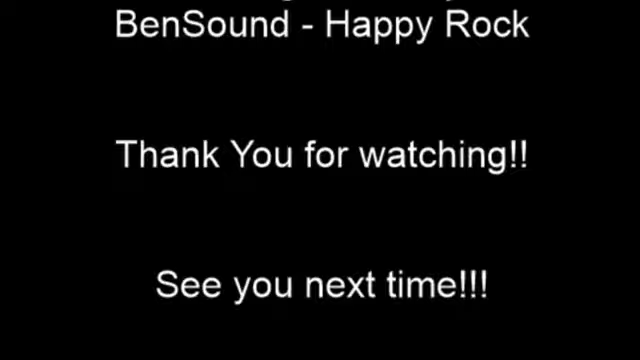 BenSound - Happy Rock
Thank You for watching!!
See you next time!!!